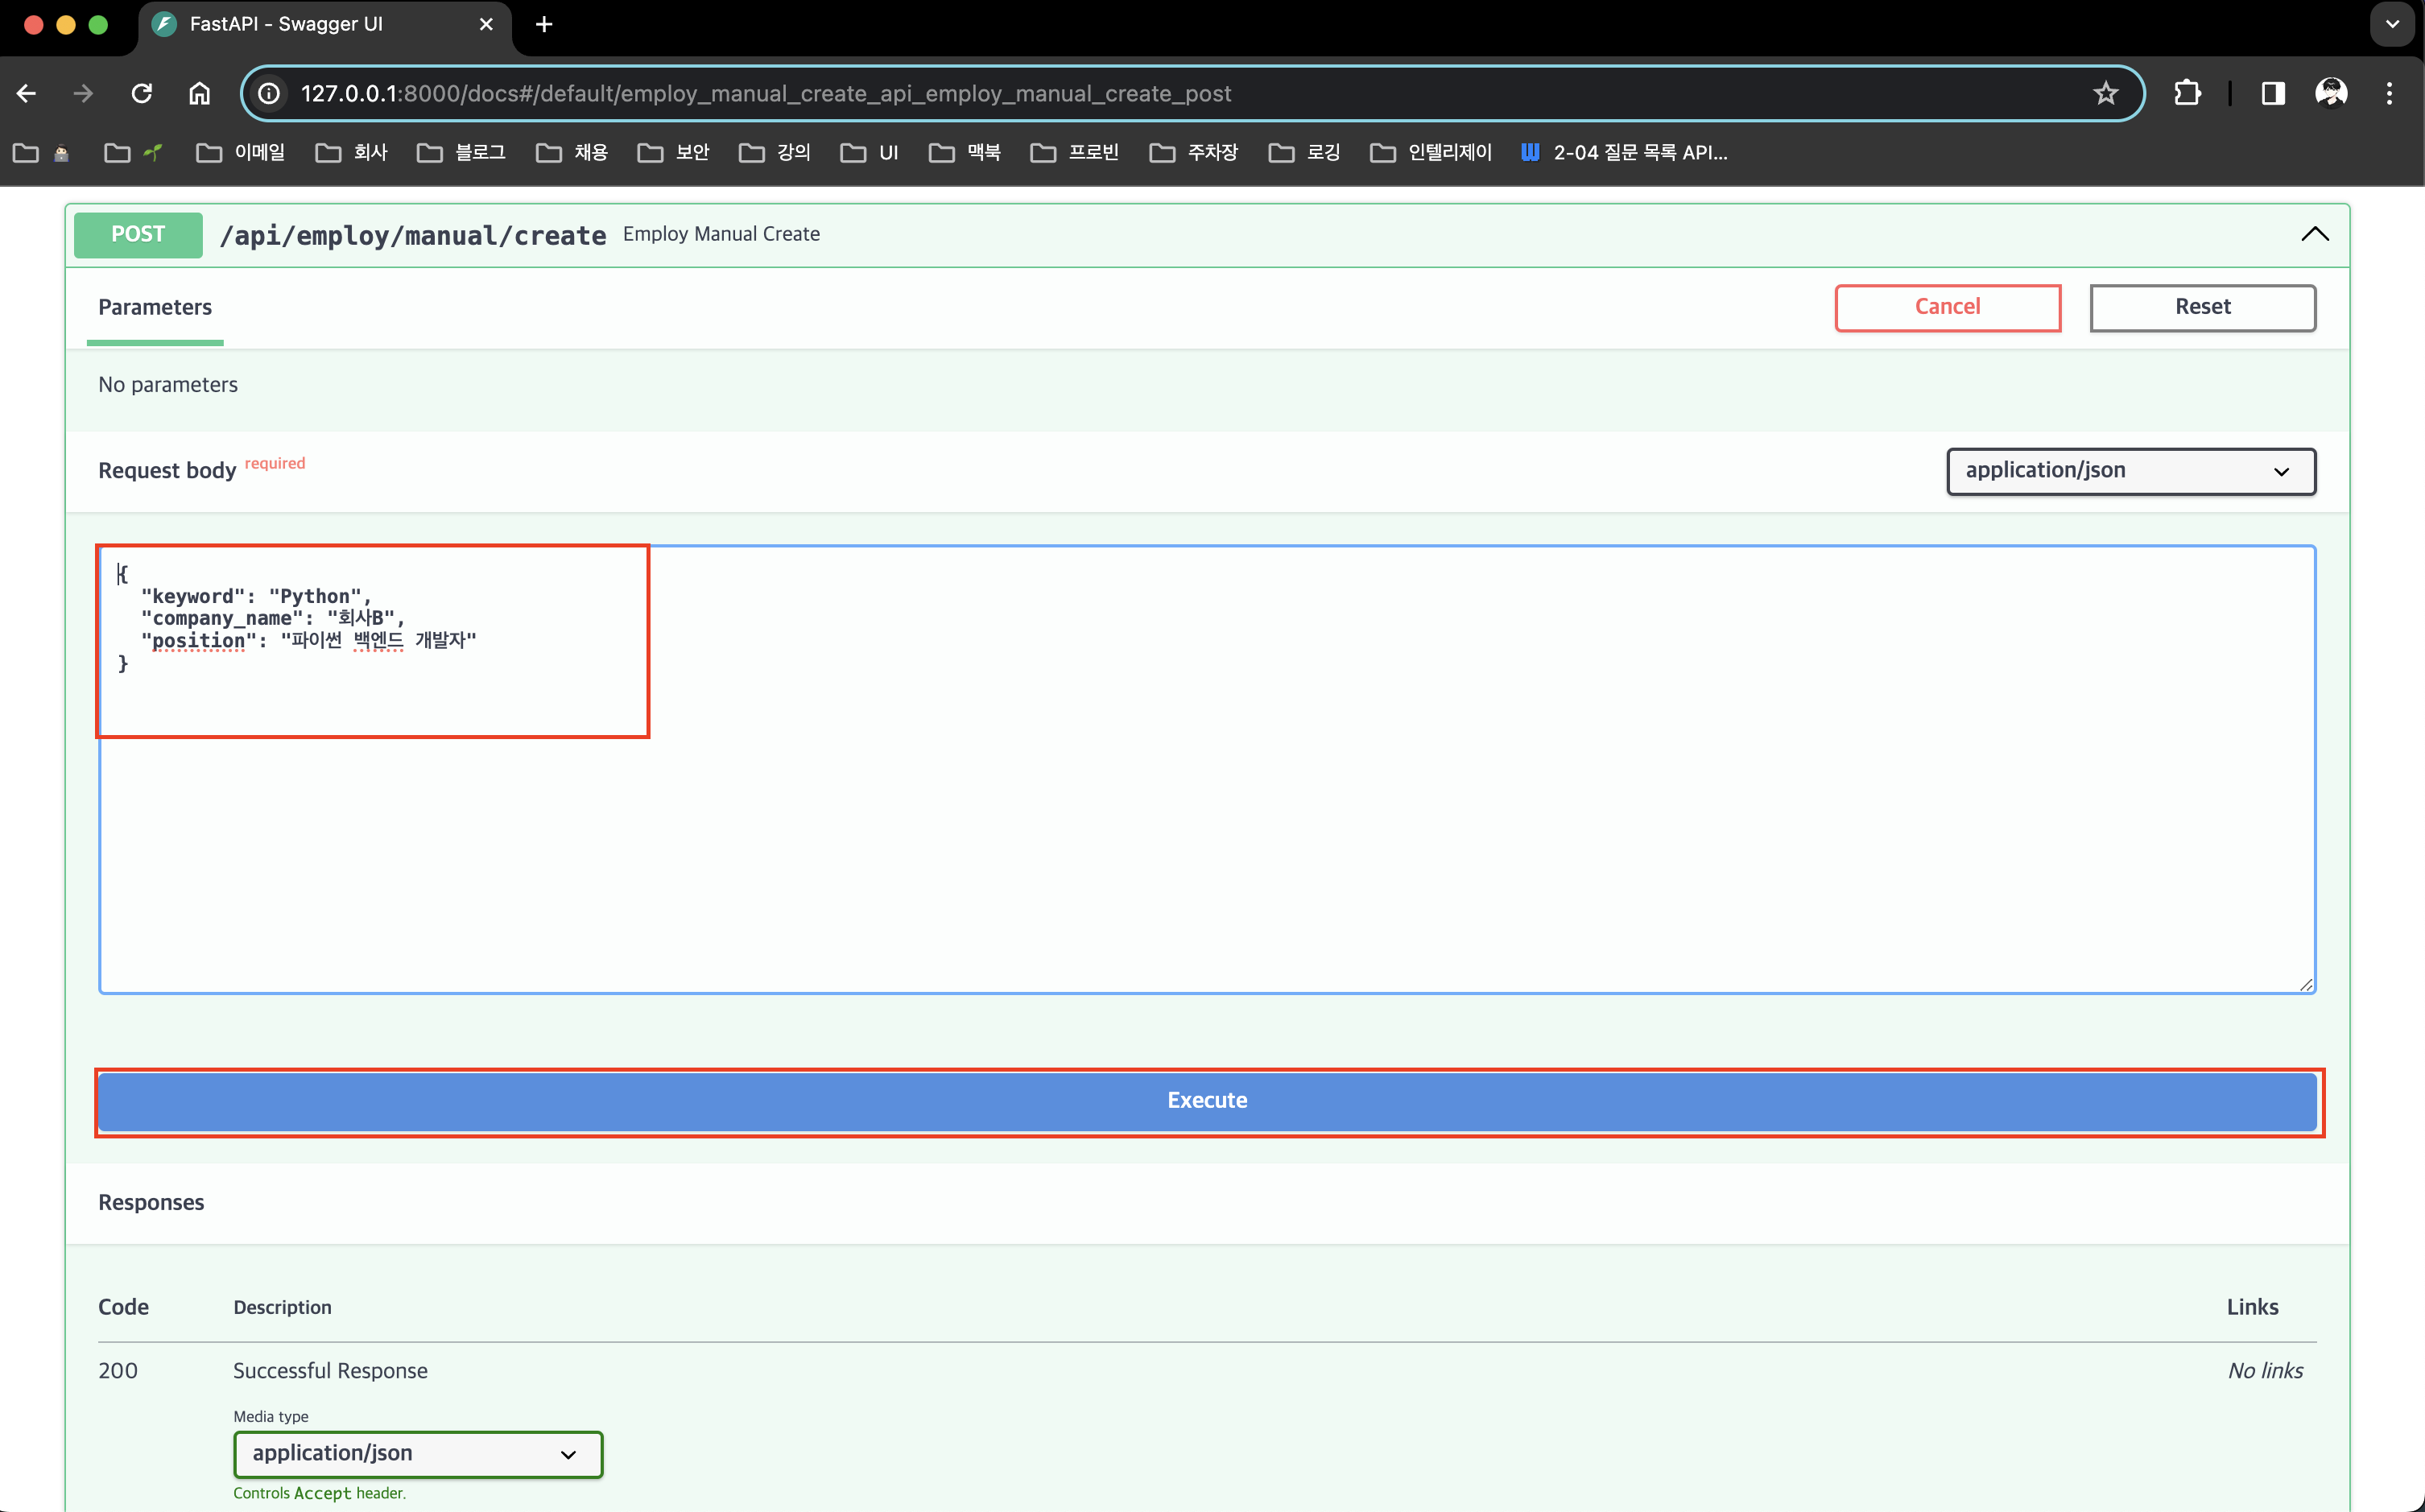 FastAPI - Swagger UI
127.0.0.1:8000/docs#/default/employ_manual_create_api_employ_manual_create_post
이메일 회사 블로그 채용 보안 강의 UI 맥북 프로빈 주차장 로깅 인텔리제이 2-04 질문 목록 API...
POST /api/employ/manual/create Employ Manual Create
Parameters Cancel Reset
No parameters
Request body required application/json
{
"keyword": "Python",
"company_name": "회사B",
"position": "파이썬 백엔드 개발자"
}
Execute
Responses
Code Description Links
200 Successful Response No links
Media type
application/json
Controls Accept header.